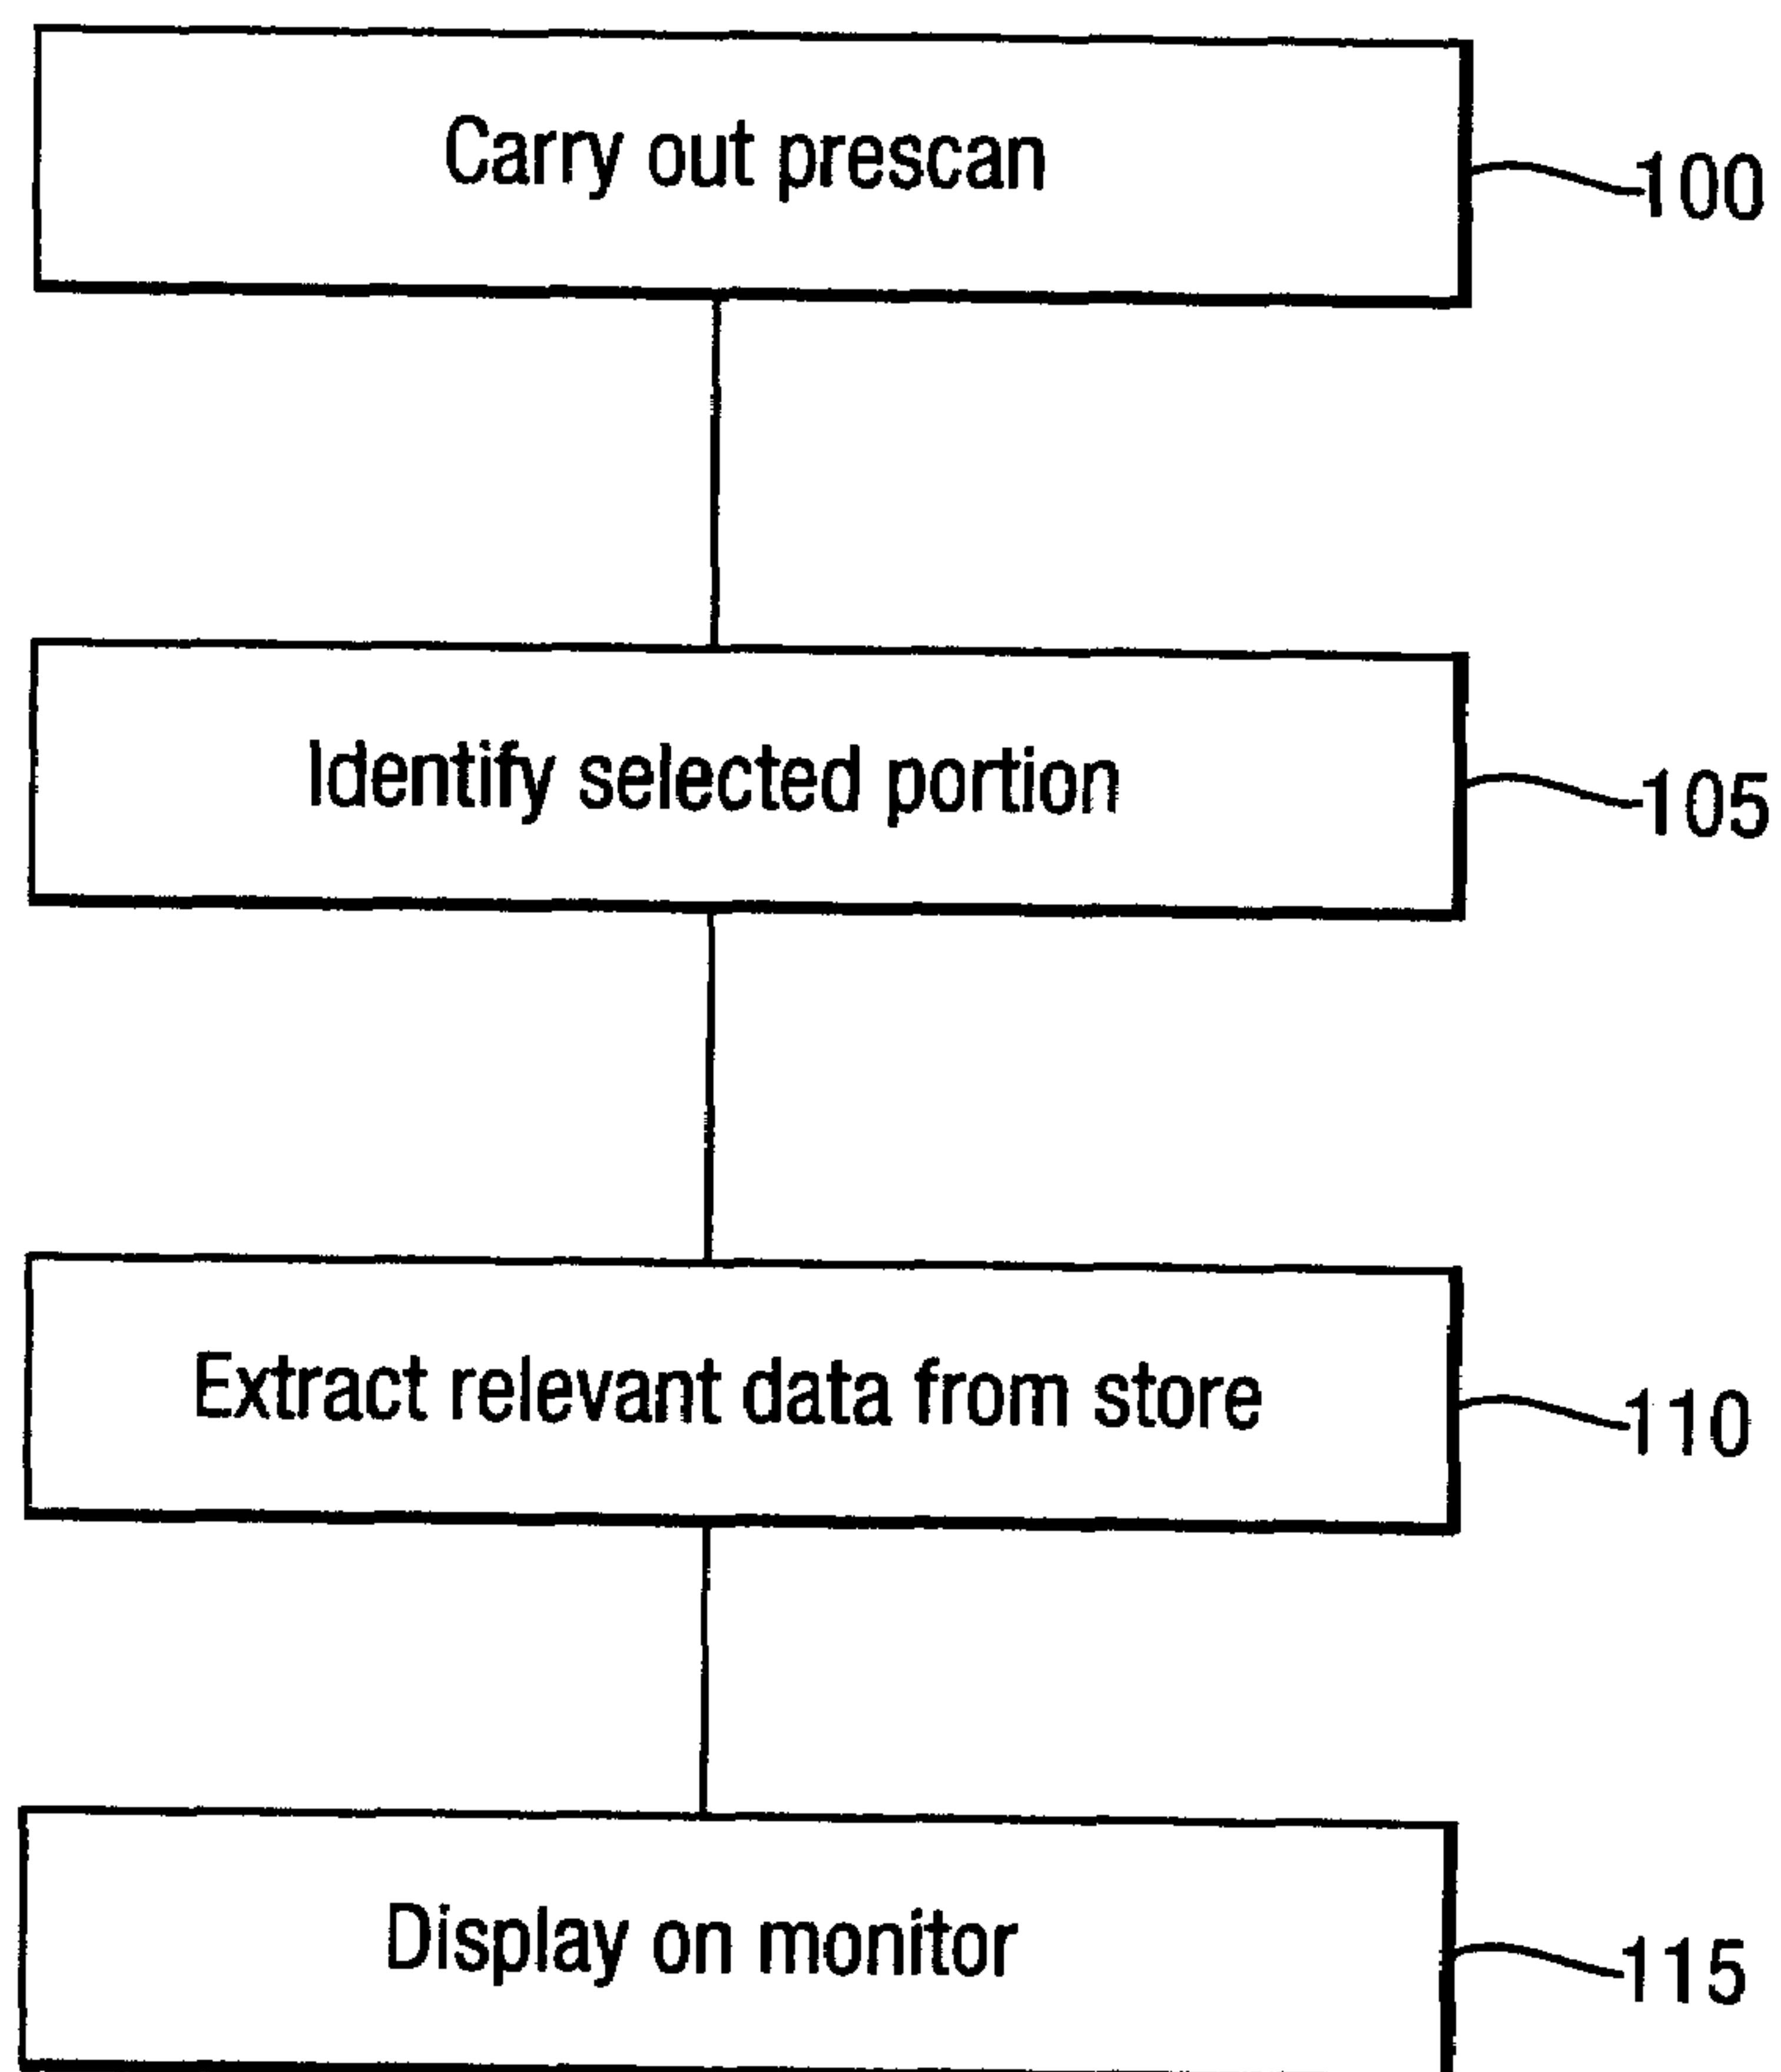 Carry out prescan
100
Identify selected portion
105
Extract relevant data from store
110
Display on monitor
115